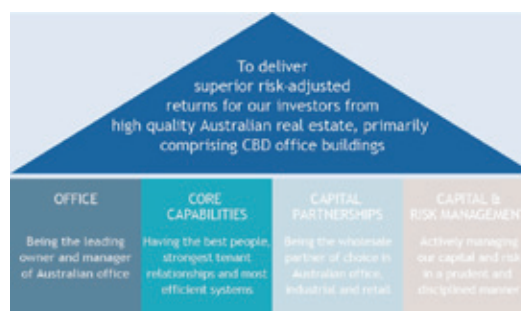 To deliver
superior risk-adjusted
returns for our investors from
high quality Australian real estate, primarily
comprising CBD office buildings
OFFICE
Being the leading
owner and manager
of Australian office
CORE
CAPABILITIES
Having the best people,
strongest tenant
relationships and most
efficient systems
CAPITAL
PARTNERSHIPS
Being the wholesale
partner of choice in
Australian office,
industrial and retail
CAPITAL &
RISK MANAGEMENT
Actively managing
our capital and risk
in a prudent and
disciplined manner